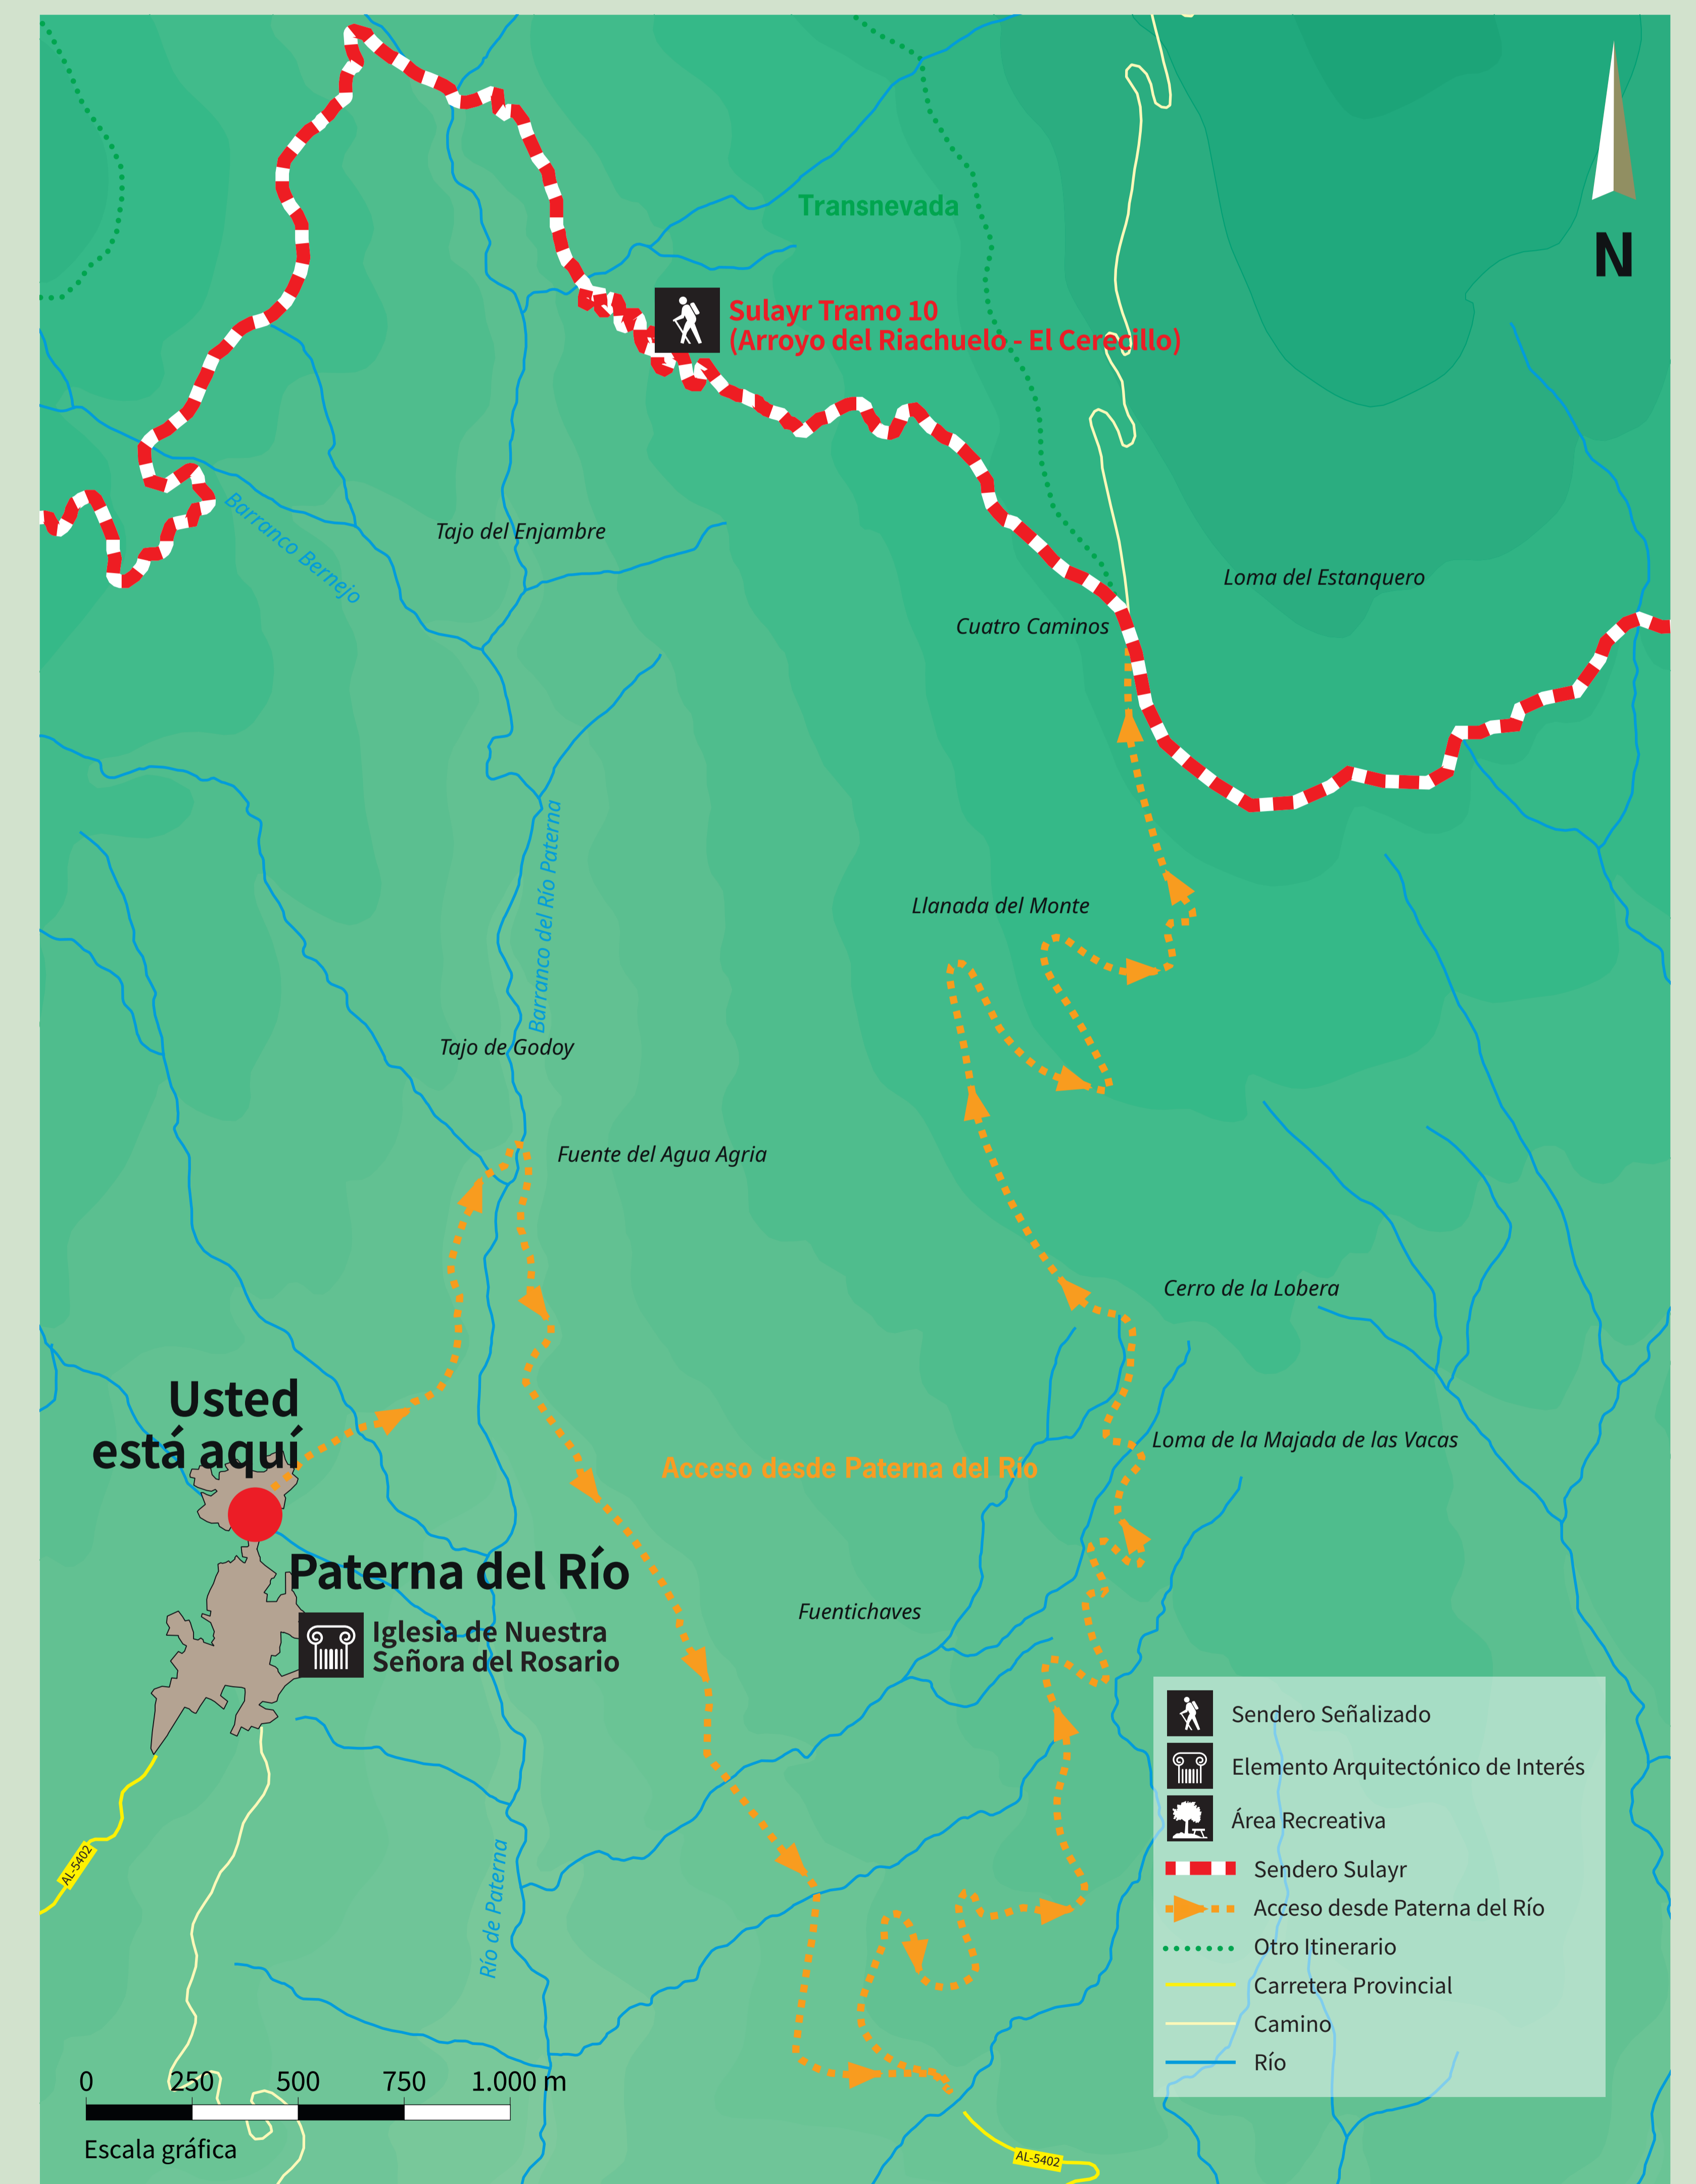 N
Transnevada
Sulayr Tramo 10
(Arroyo del Riachuelo - El Cerecillo)
Barranco Bernejo
Tajo del Enjambre
Loma del Estanquero
Cuatro Caminos
Barranco del Río Paterna
Llanada del Monte
Tajo de Godoy
Fuente del Agua Agria
Cerro de la Lobera
Usted
está aquí
Loma de la Majada de las Vacas
Acceso desde Paterna del Río
Paterna del Río
Fuentichaves
Iglesia de Nuestra
Señora del Rosario
AL-5402
Río de Paterna
Sendero Señalizado
Elemento Arquitectónico de Interés
Área Recreativa
Sendero Sulayr
Acceso desde Paterna del Río
Otro Itinerario
Carretera Provincial
Camino
Río
0 250 500 750 1.000 m
Escala gráfica
AL-5402